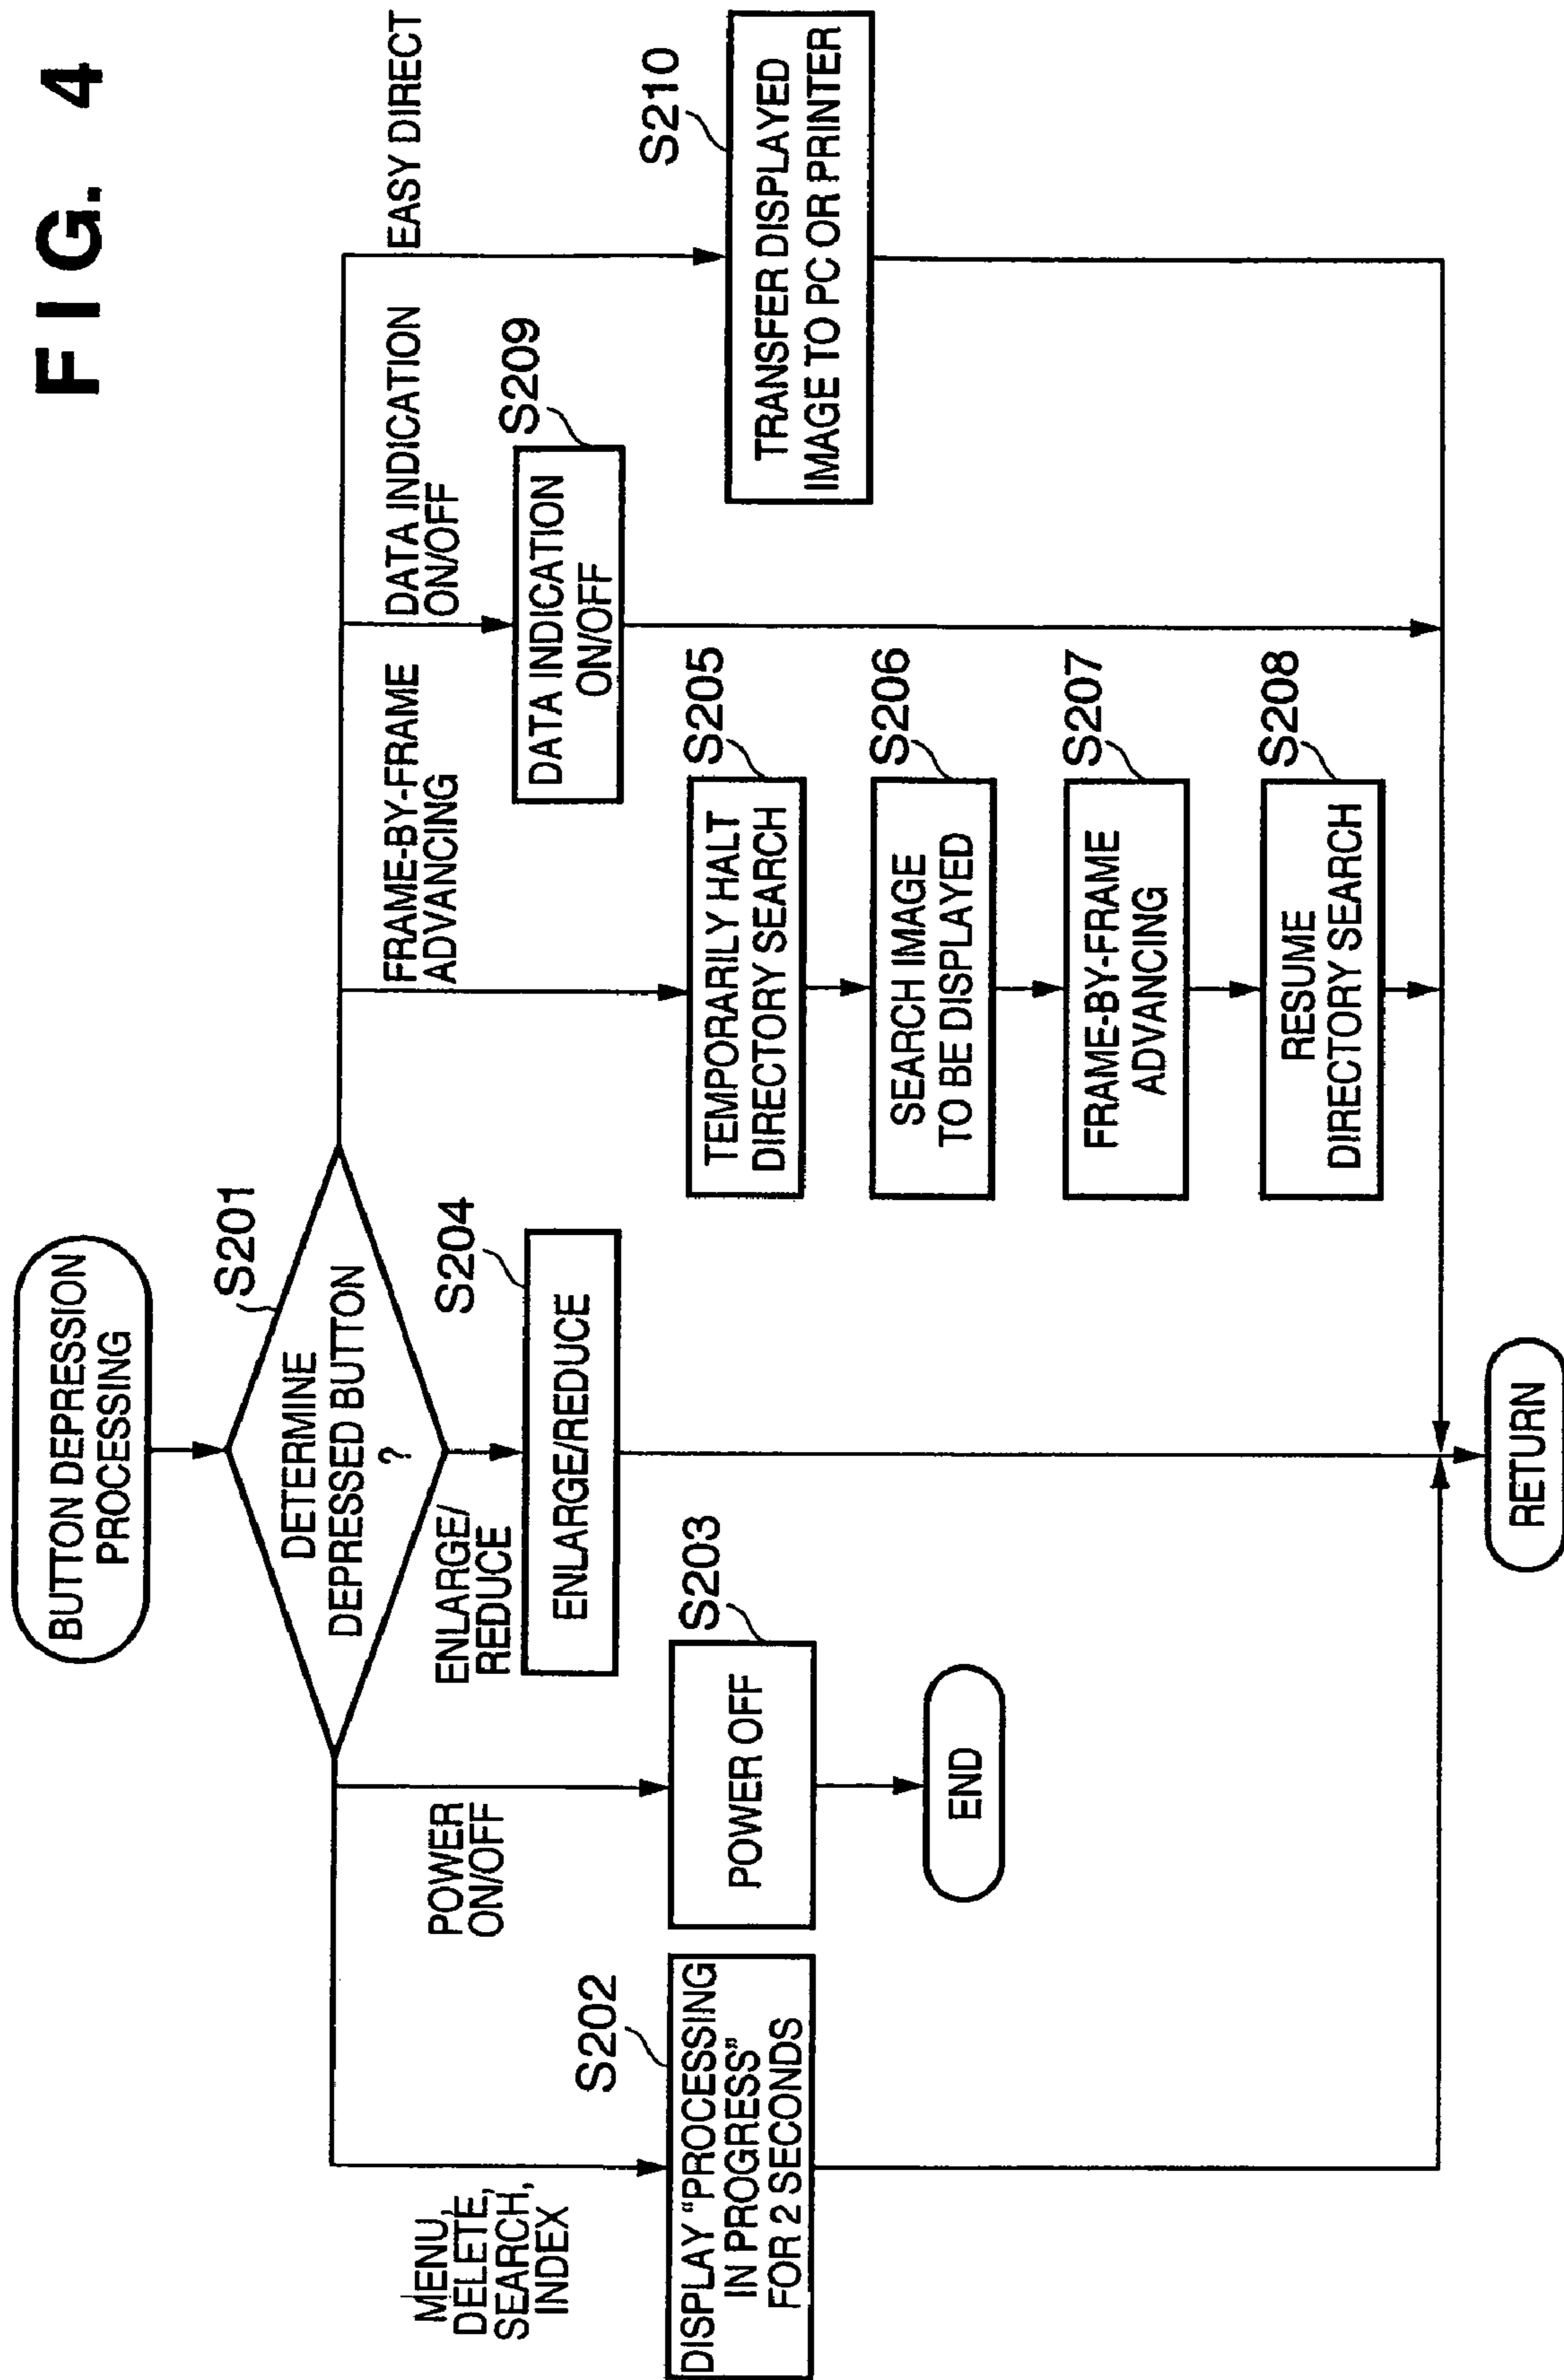 FIG. 4
BUTTON DEPRESSION
PROCESSING
S201
DETERMINE
DEPRESSED BUTTON
?
MENU,
DELETE,
SEARCH,
INDEX
S202
DISPLAY “PROCESSING
IN PROGRESS”
FOR 2 SECONDS
POWER
ON/OFF
S203
POWER OFF
END
ENLARGE/
REDUCE
S204
ENLARGE/REDUCE
FRAME-BY-FRAME
ADVANCING
S205
TEMPORARILY HALT
DIRECTORY SEARCH
S206
SEARCH IMAGE
TO BE DISPLAYED
S207
FRAME-BY-FRAME
ADVANCING
S208
RESUME
DIRECTORY SEARCH
DATA INDICATION
ON/OFF
S209
DATA INDICATION
ON/OFF
EASY DIRECT
S210
TRANSFER DISPLAYED
IMAGE TO PC OR PRINTER
RETURN